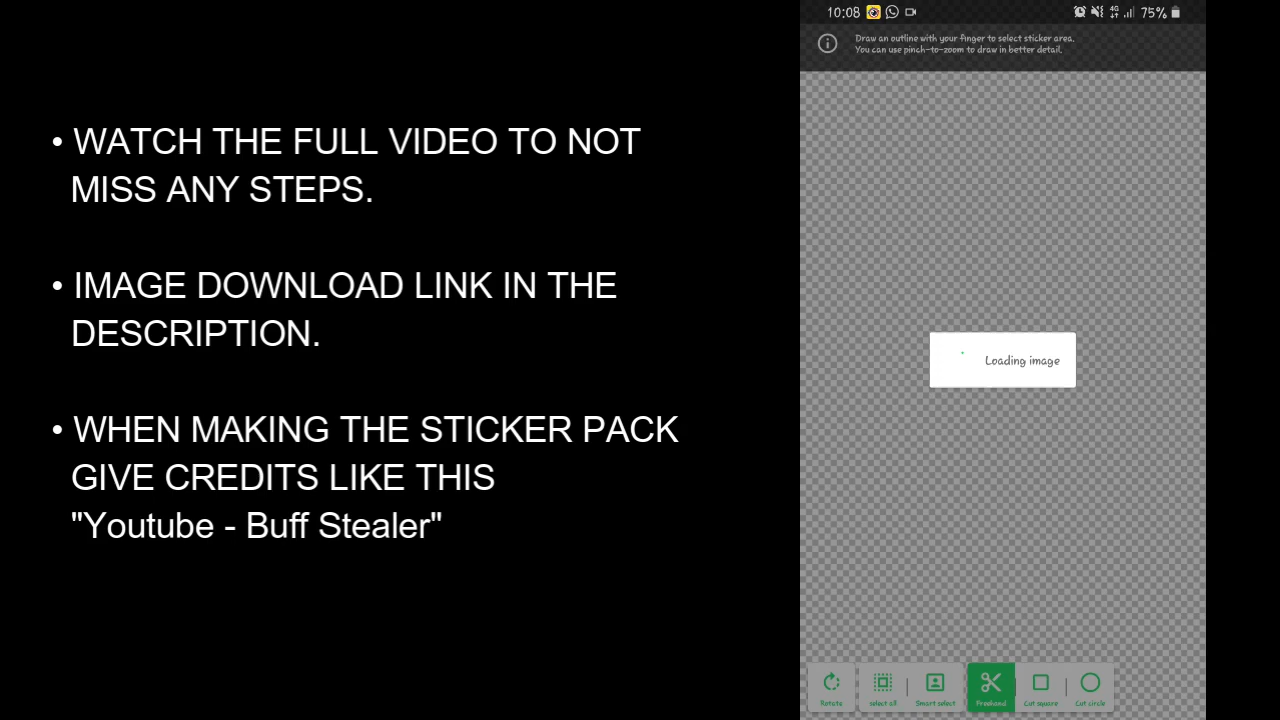 • WATCH THE FULL VIDEO TO NOT
MISS ANY STEPS.
• IMAGE DOWNLOAD LINK IN THE
DESCRIPTION.
• WHEN MAKING THE STICKER PACK
GIVE CREDITS LIKE THIS
"Youtube - Buff Stealer"
10:08 4G 75%
Draw an outline with your finger to select sticker area.
You can use pinch-to-zoom to draw in better detail.
Loading image
Rotate select all Smart select Freehand Cut square Cut circle